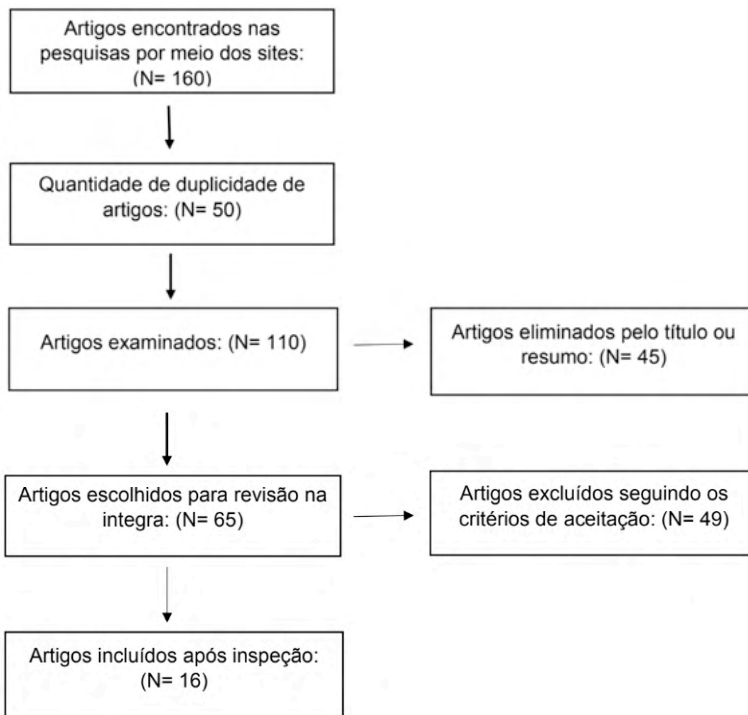 Artigos encontrados nas
pesquisas por meio dos sites:
(N= 160)
Quantidade de duplicidade de
artigos: (N= 50)
Artigos examinados: (N= 110)
Artigos eliminados pelo título ou
resumo: (N= 45)
Artigos escolhidos para revisão na
integra: (N= 65)
Artigos excluídos seguindo os
critérios de aceitação: (N= 49)
Artigos incluídos após inspeção:
(N= 16)